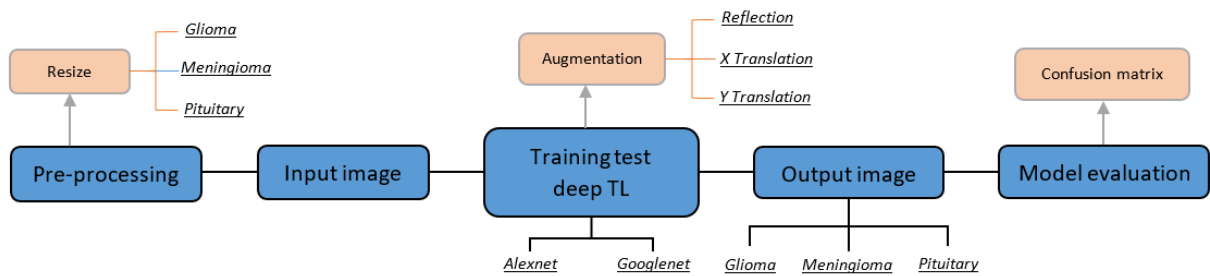 Reflection
Glioma
Augmentation
X Translation
Resize
Meningioma
Confusion matrix
Y Translation
Pituitary
Pre-processing
Input image
Training test
deep TL
Output image
Model evaluation
Alexnet
Googlenet
Glioma
Meningioma
Pituitary